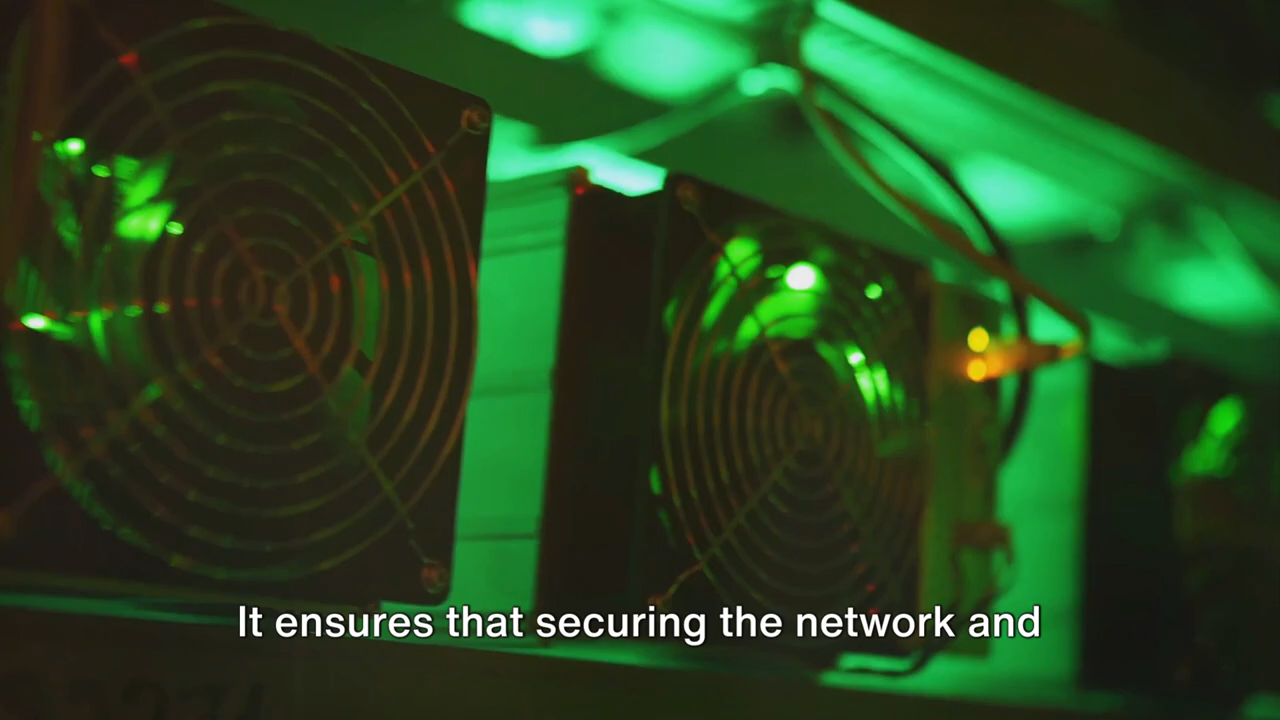 It ensures that securing the network and